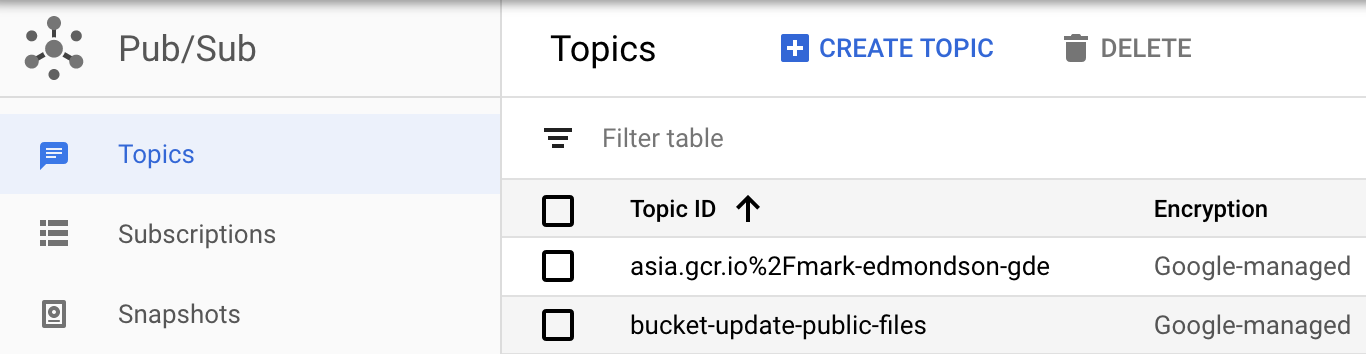 Pub/Sub
Topics
Subscriptions
Snapshots
Topics CREATE TOPIC DELETE
Filter table
Topic ID Encryption
asia.gcr.io%2Fmark-edmondson-gde Google-managed
bucket-update-public-files Google-managed